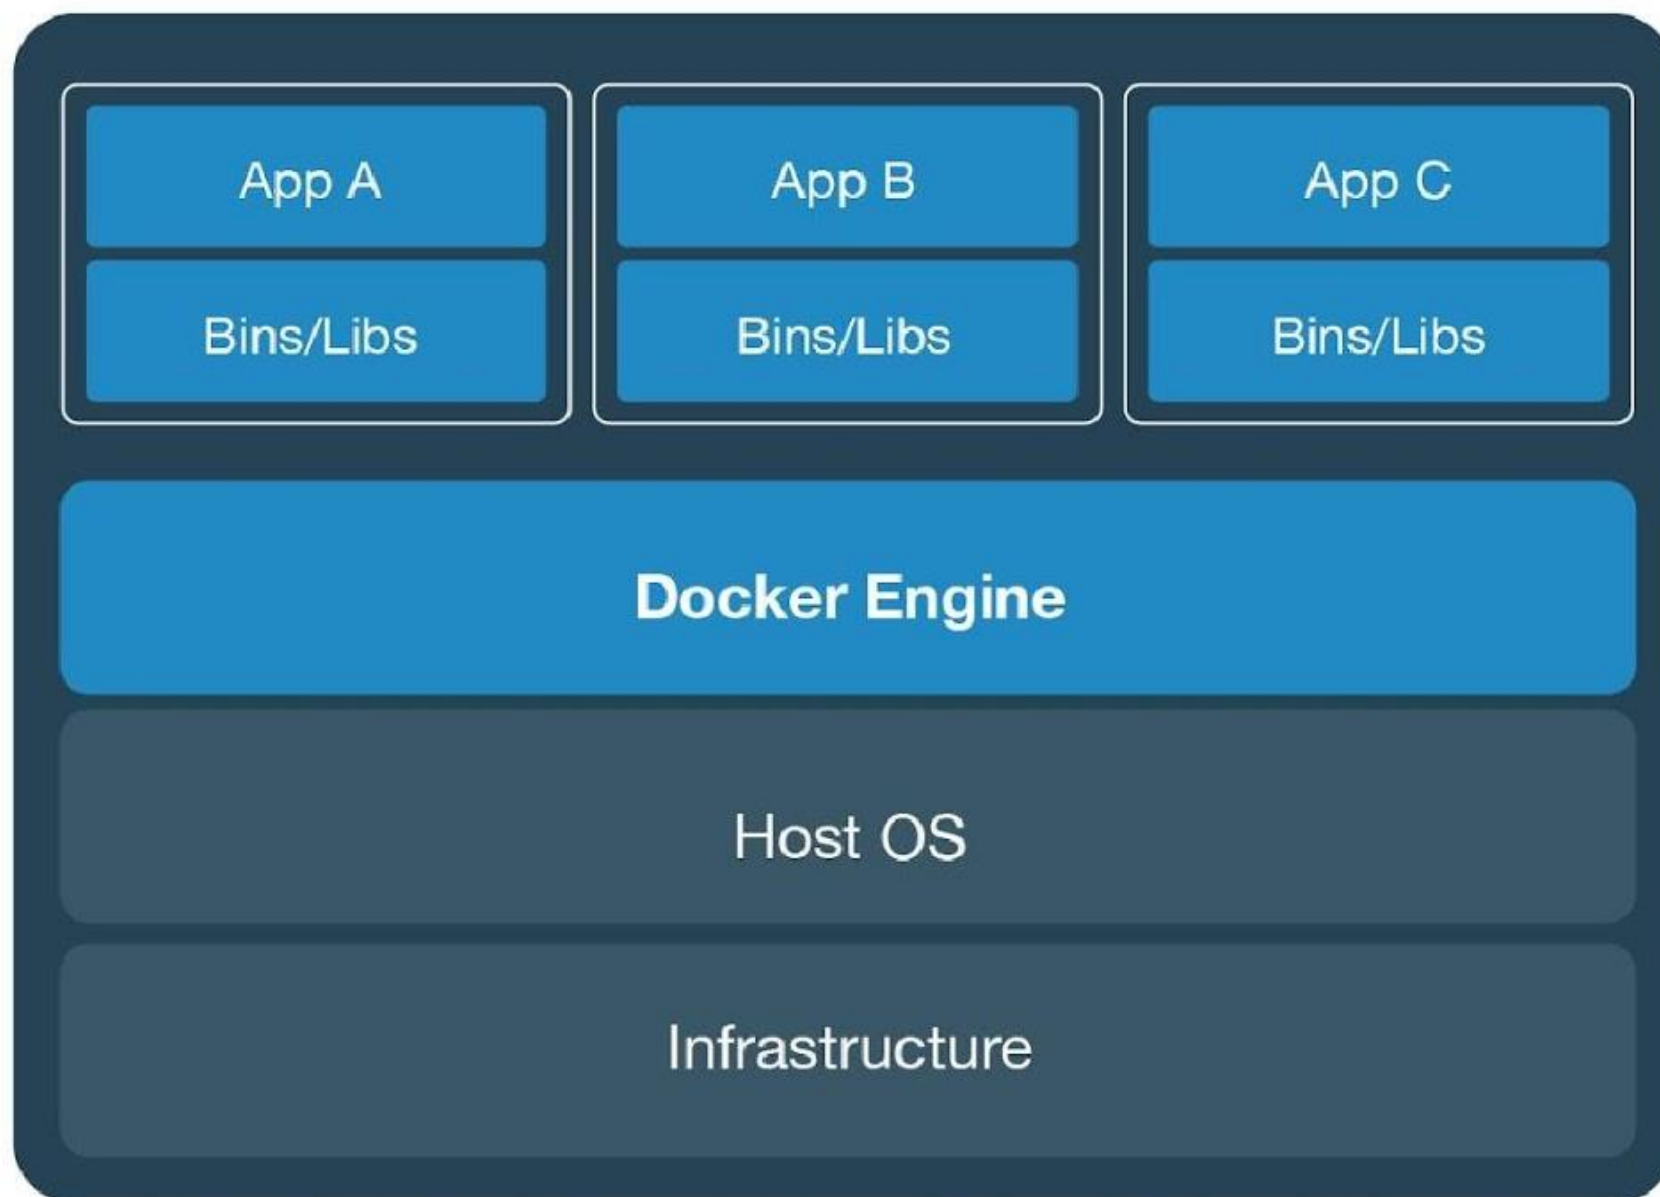 App A
App B
App C
Bins/Libs
Bins/Libs
Bins/Libs
Docker Engine
Host OS
Infrastructure